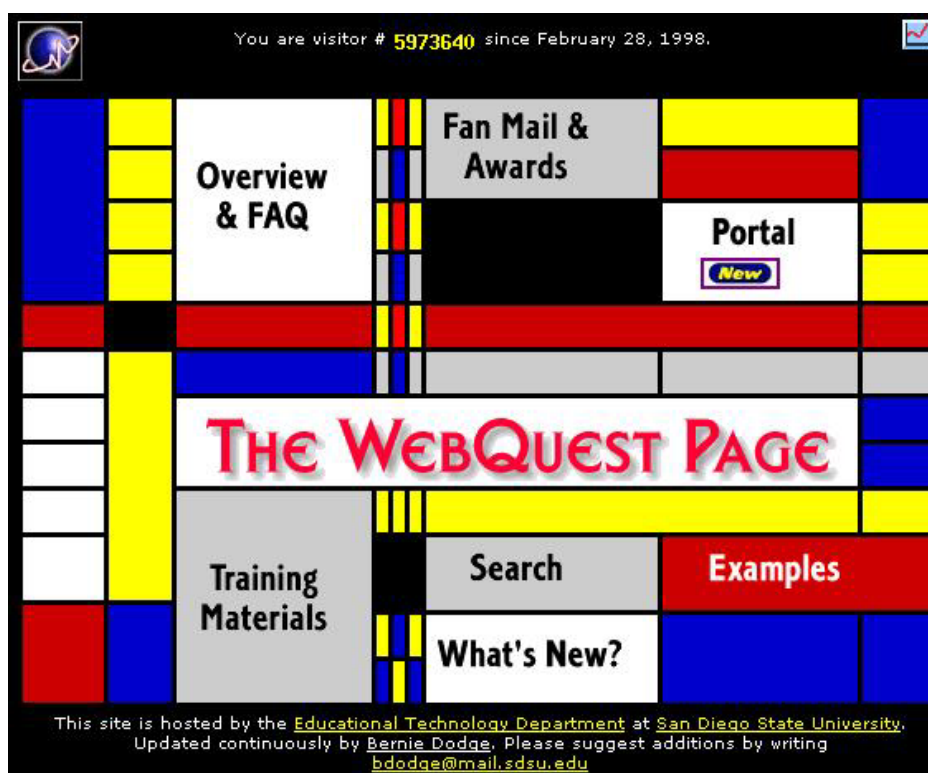 You are visitor # 5973640 since February 28, 1998.
Overview
& FAQ
Fan Mail &
Awards
Portal
New
THE WEBQUEST PAGE
Training
Materials
Search
Examples
What's New?
This site is hosted by the Educational Technology Department at San Diego State University.
Updated continuously by Bernie Dodge. Please suggest additions by writing
bdodge@mail.sdsu.edu